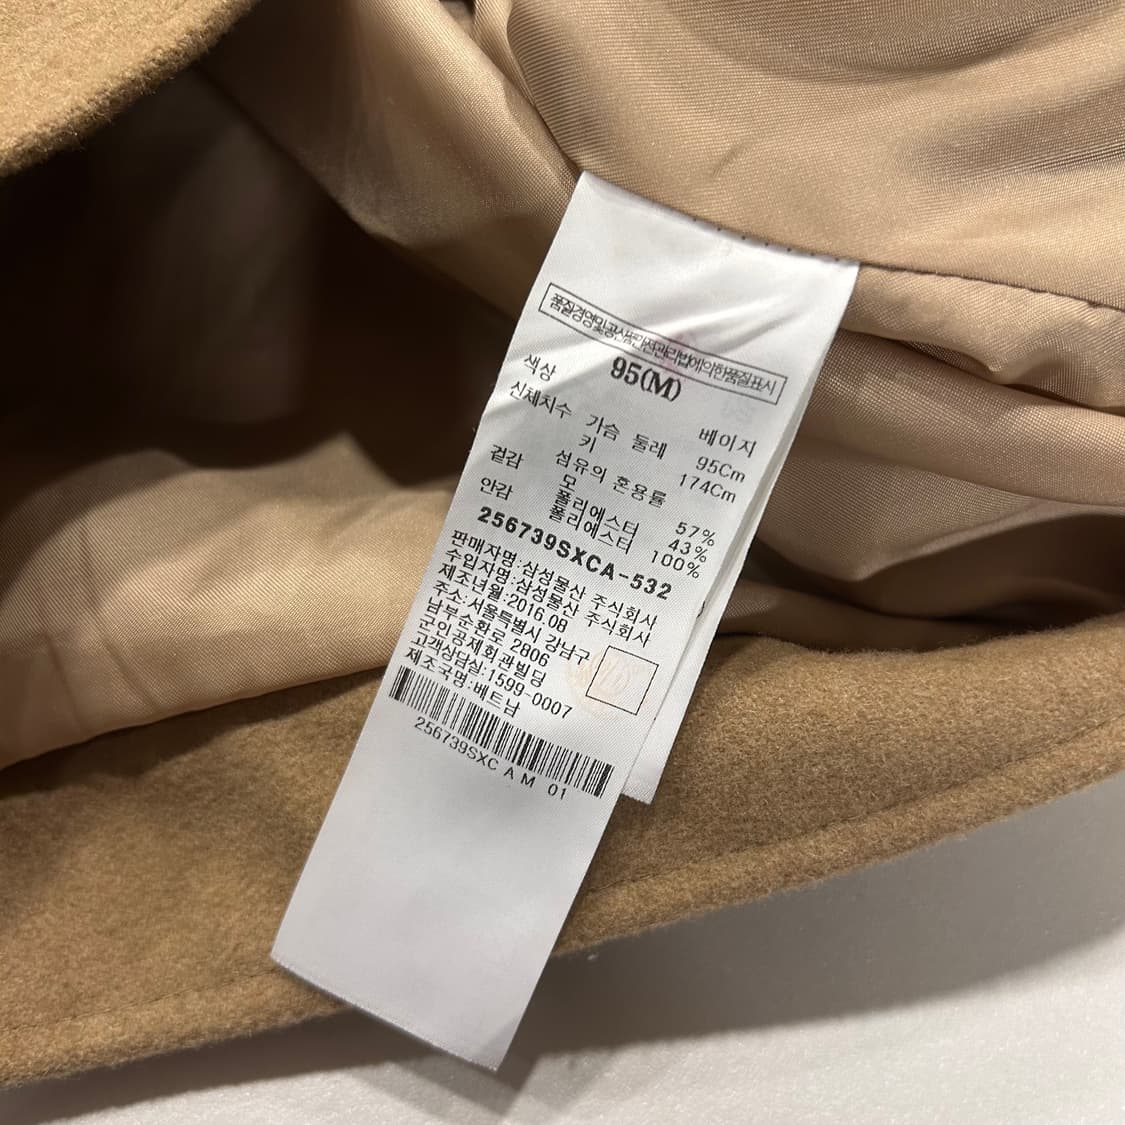 품질경영및공산품안전관리법에의한품질표시
95(M)
색상 베이지
신체치수 가슴 둘레 95Cm
키 174Cm
섬유의 혼용률
겉감 모 57%
폴리에스터 43%
안감 폴리에스터 100%
256739SXCA-532
판매자명:삼성물산 주식회사
수입자명:삼성물산 주식회사
제조년월:2016.08
주소:서울특별시 강남구
남부순환로 2806
군인공제회관빌딩
고객상담실:1599-0007
제조국명:베트남
256739SXC A M 01